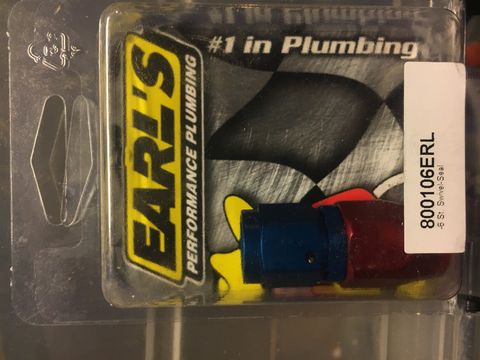 #1 in Plumbing
EARL'S
PERFORMANCE PLUMBING
800106ERL
-6 St. Swivel-Seal